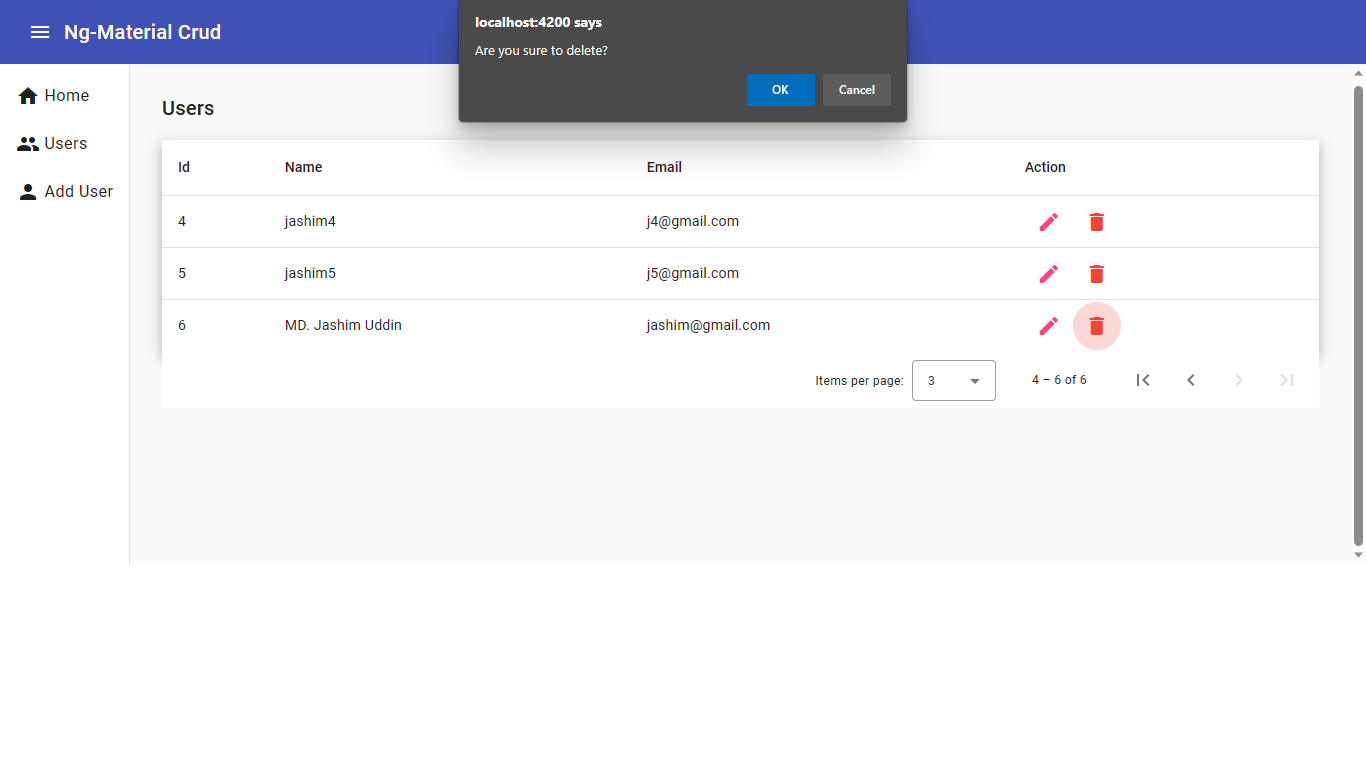 Ng-Material Crud
localhost:4200 says
Are you sure to delete?
OK Cancel
Home
Users
Add User
Users
Id Name Email Action
4 jashim4 j4@gmail.com
5 jashim5 j5@gmail.com
6 MD. Jashim Uddin jashim@gmail.com
Items per page: 3 4 – 6 of 6